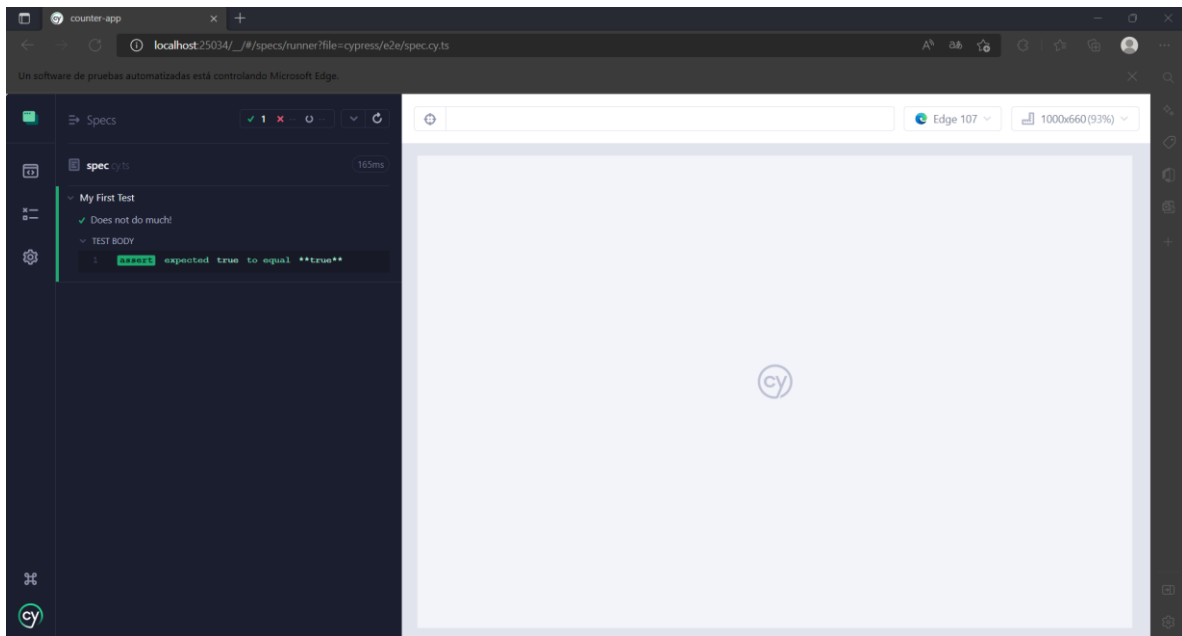 counter-app
localhost:25034/__/#/specs/runner?file=cypress/e2e/spec.cy.ts
Un software de pruebas automatizadas está controlando Microsoft Edge.
Specs
1 -- --
Edge 107
1000x660 (93%)
spec cy.ts
165ms
My First Test
Does not do much!
TEST BODY
1 assert expected true to equal **true**
cy
cy